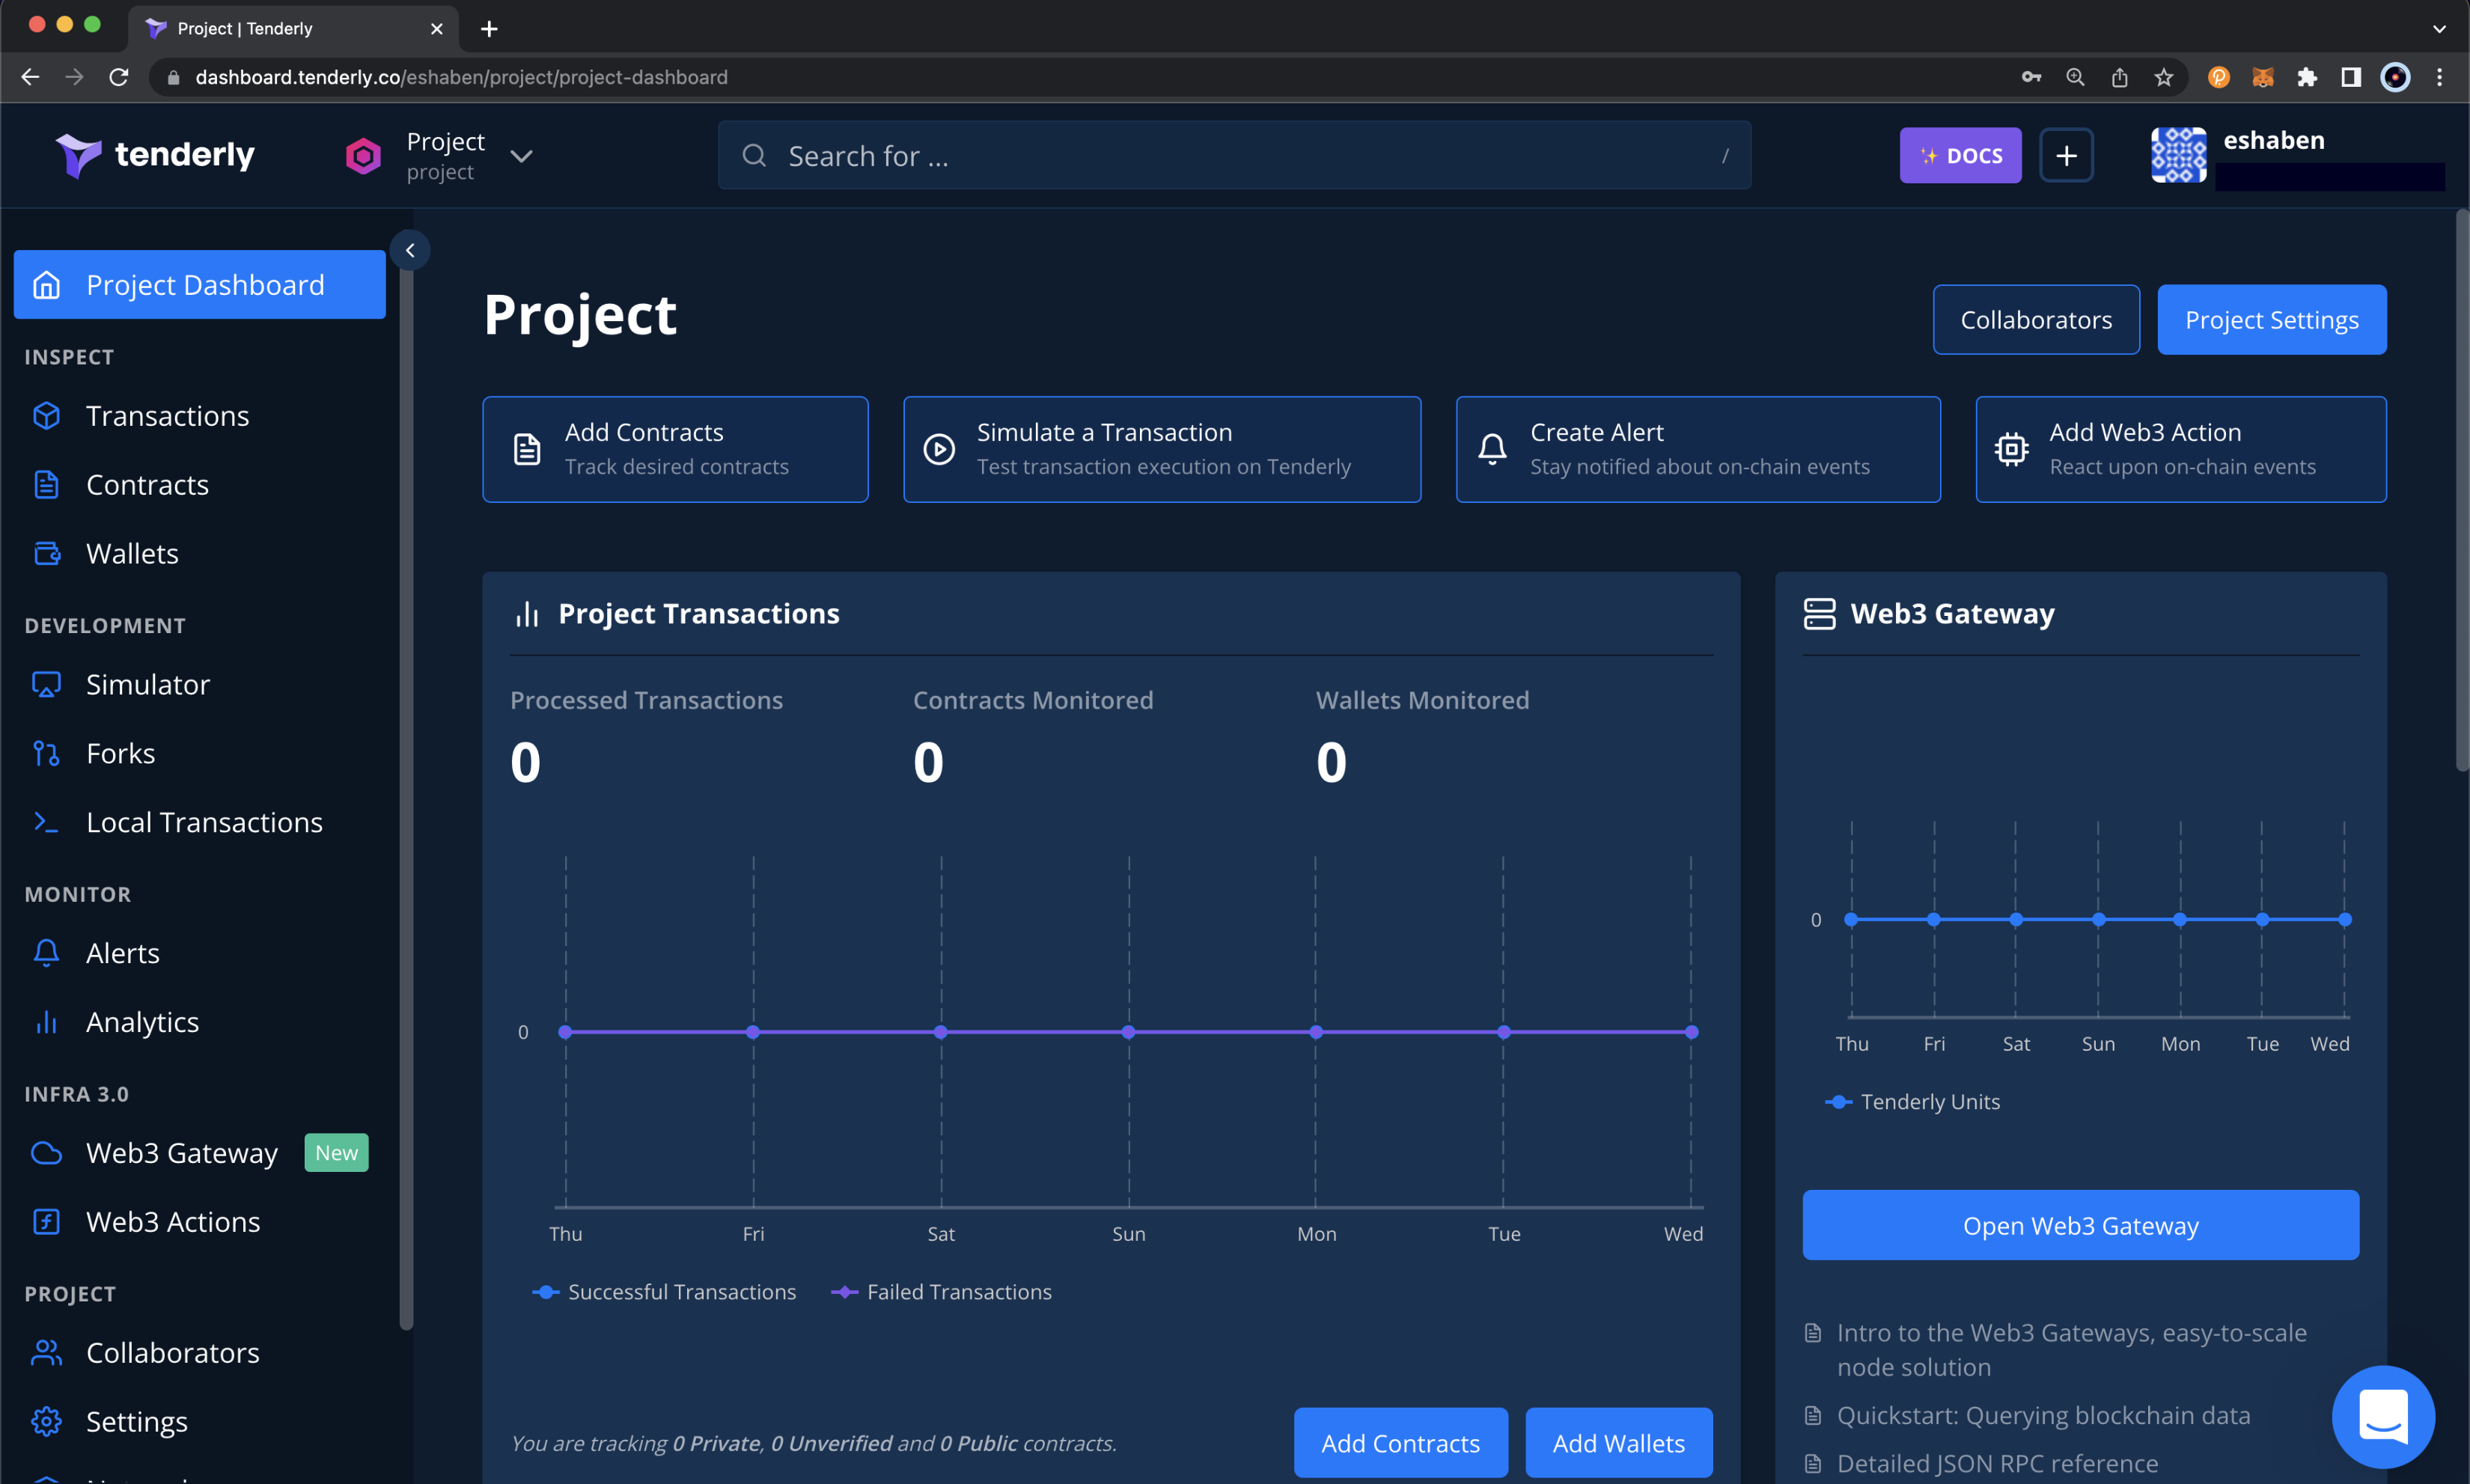 Project | Tenderly
dashboard.tenderly.co/eshaben/project/project-dashboard
tenderly
Project
project
Search for ...
/
DOCS
eshaben
Project Dashboard
INSPECT
Transactions
Contracts
Wallets
DEVELOPMENT
Simulator
Forks
Local Transactions
MONITOR
Alerts
Analytics
INFRA 3.0
Web3 Gateway
New
Web3 Actions
PROJECT
Collaborators
Settings
Project
Collaborators
Project Settings
Add Contracts
Track desired contracts
Simulate a Transaction
Test transaction execution on Tenderly
Create Alert
Stay notified about on-chain events
Add Web3 Action
React upon on-chain events
Project Transactions
Processed Transactions
0
Contracts Monitored
0
Wallets Monitored
0
0
Thu Fri Sat Sun Mon Tue Wed
Successful Transactions Failed Transactions
You are tracking 0 Private, 0 Unverified and 0 Public contracts.
Add Contracts
Add Wallets
Web3 Gateway
0
Thu Fri Sat Sun Mon Tue Wed
Tenderly Units
Open Web3 Gateway
Intro to the Web3 Gateways, easy-to-scale
node solution
Quickstart: Querying blockchain data
Detailed JSON RPC reference